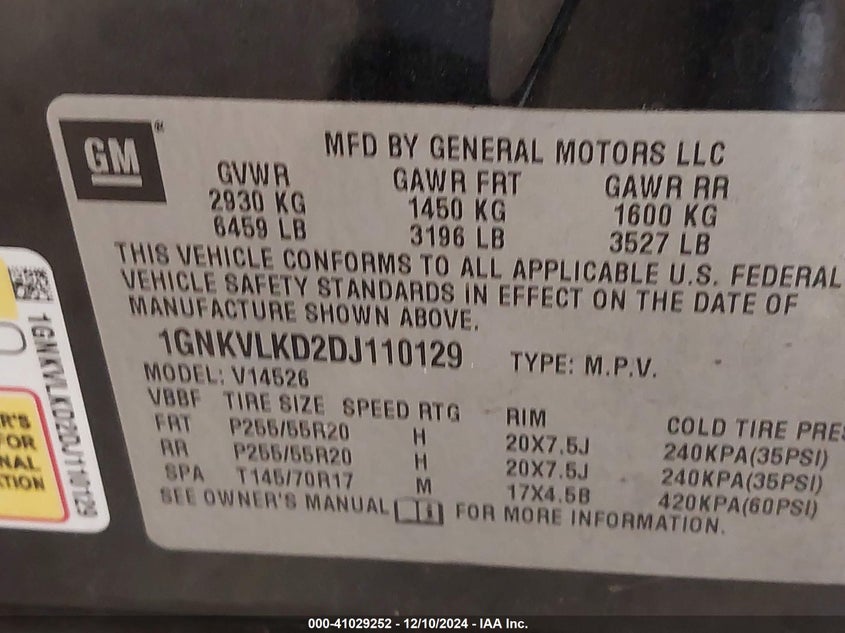 GM
®
MFD BY GENERAL MOTORS LLC
GVWR GAWR FRT GAWR RR
2930 KG 1450 KG 1600 KG
6459 LB 3196 LB 3527 LB
THIS VEHICLE CONFORMS TO ALL APPLICABLE U.S. FEDERAL
VEHICLE SAFETY STANDARDS IN EFFECT ON THE DATE OF
MANUFACTURE SHOWN ABOVE.
1GNKVLKD2DJ110129 TYPE: M.P.V.
MODEL: V14526
VBBF TIRE SIZE SPEED RTG RIM COLD TIRE PRES
FRT P255/55R20 H 20X7.5J 240KPA(35PSI)
RR P255/55R20 H 20X7.5J 240KPA(35PSI)
SPA T145/70R17 M 17X4.5B 420KPA(60PSI)
SEE OWNER'S MANUAL FOR MORE INFORMATION.
1GNKVLKD2DJ110129
R'S
FOR
NAL
TION
000-41029252 - 12/10/2024 - IAA Inc.